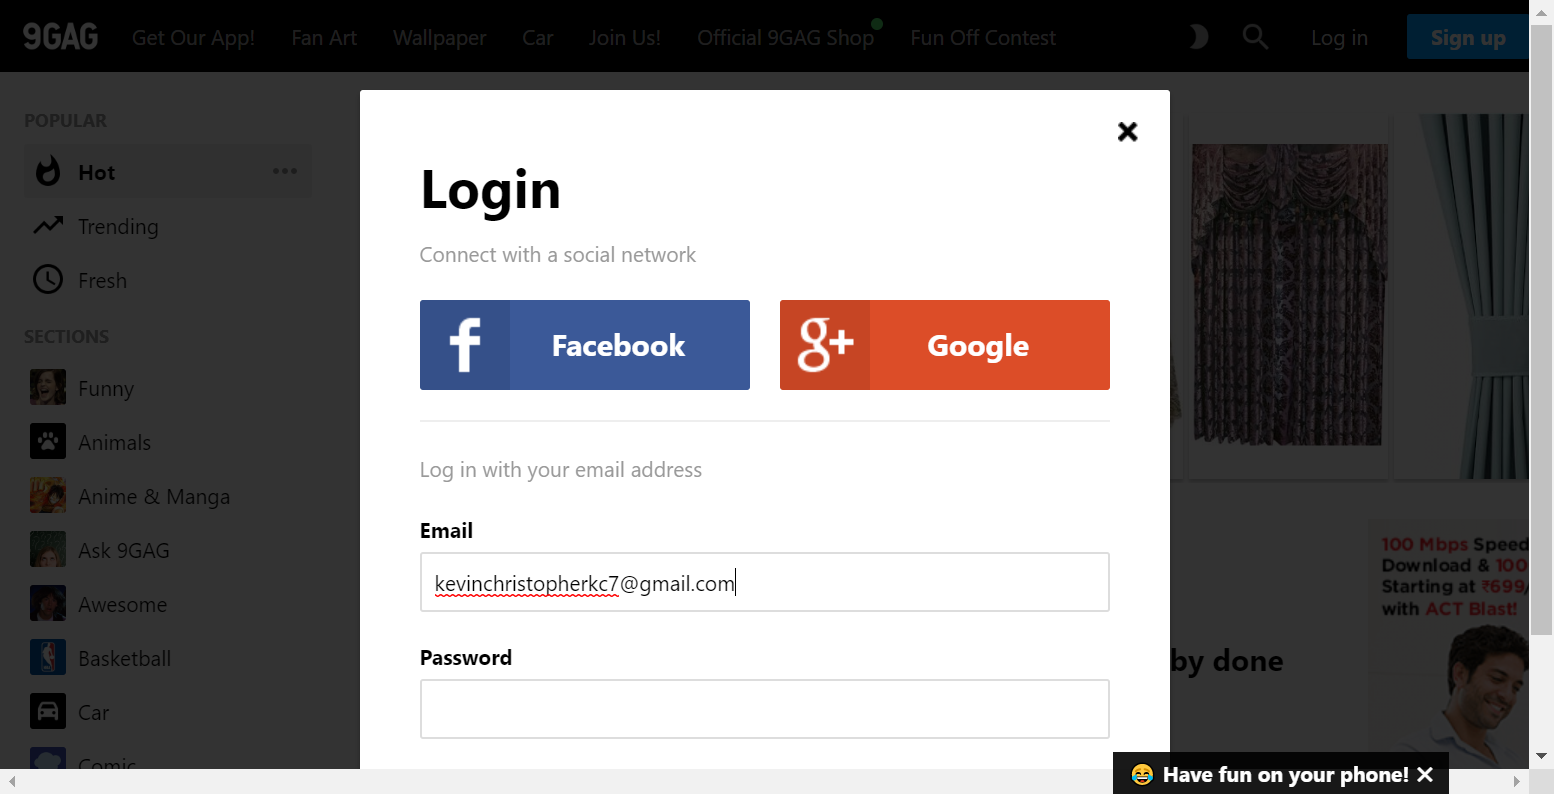 9GAG Get Our App! Fan Art Wallpaper Car Join Us! Official 9GAG Shop Fun Off Contest Log in Sign up
POPULAR
Hot
Trending
Fresh
SECTIONS
Funny
Animals
Anime & Manga
Ask 9GAG
Awesome
Basketball
Car
Comic
Login
Connect with a social network
f Facebook
g+ Google
Log in with your email address
Email
kevinchristopherkc7@gmail.com
Password
100 Mbps Speed
Download & 100
Starting at ₹699/
with ACT Blast!
by done
Have fun on your phone!